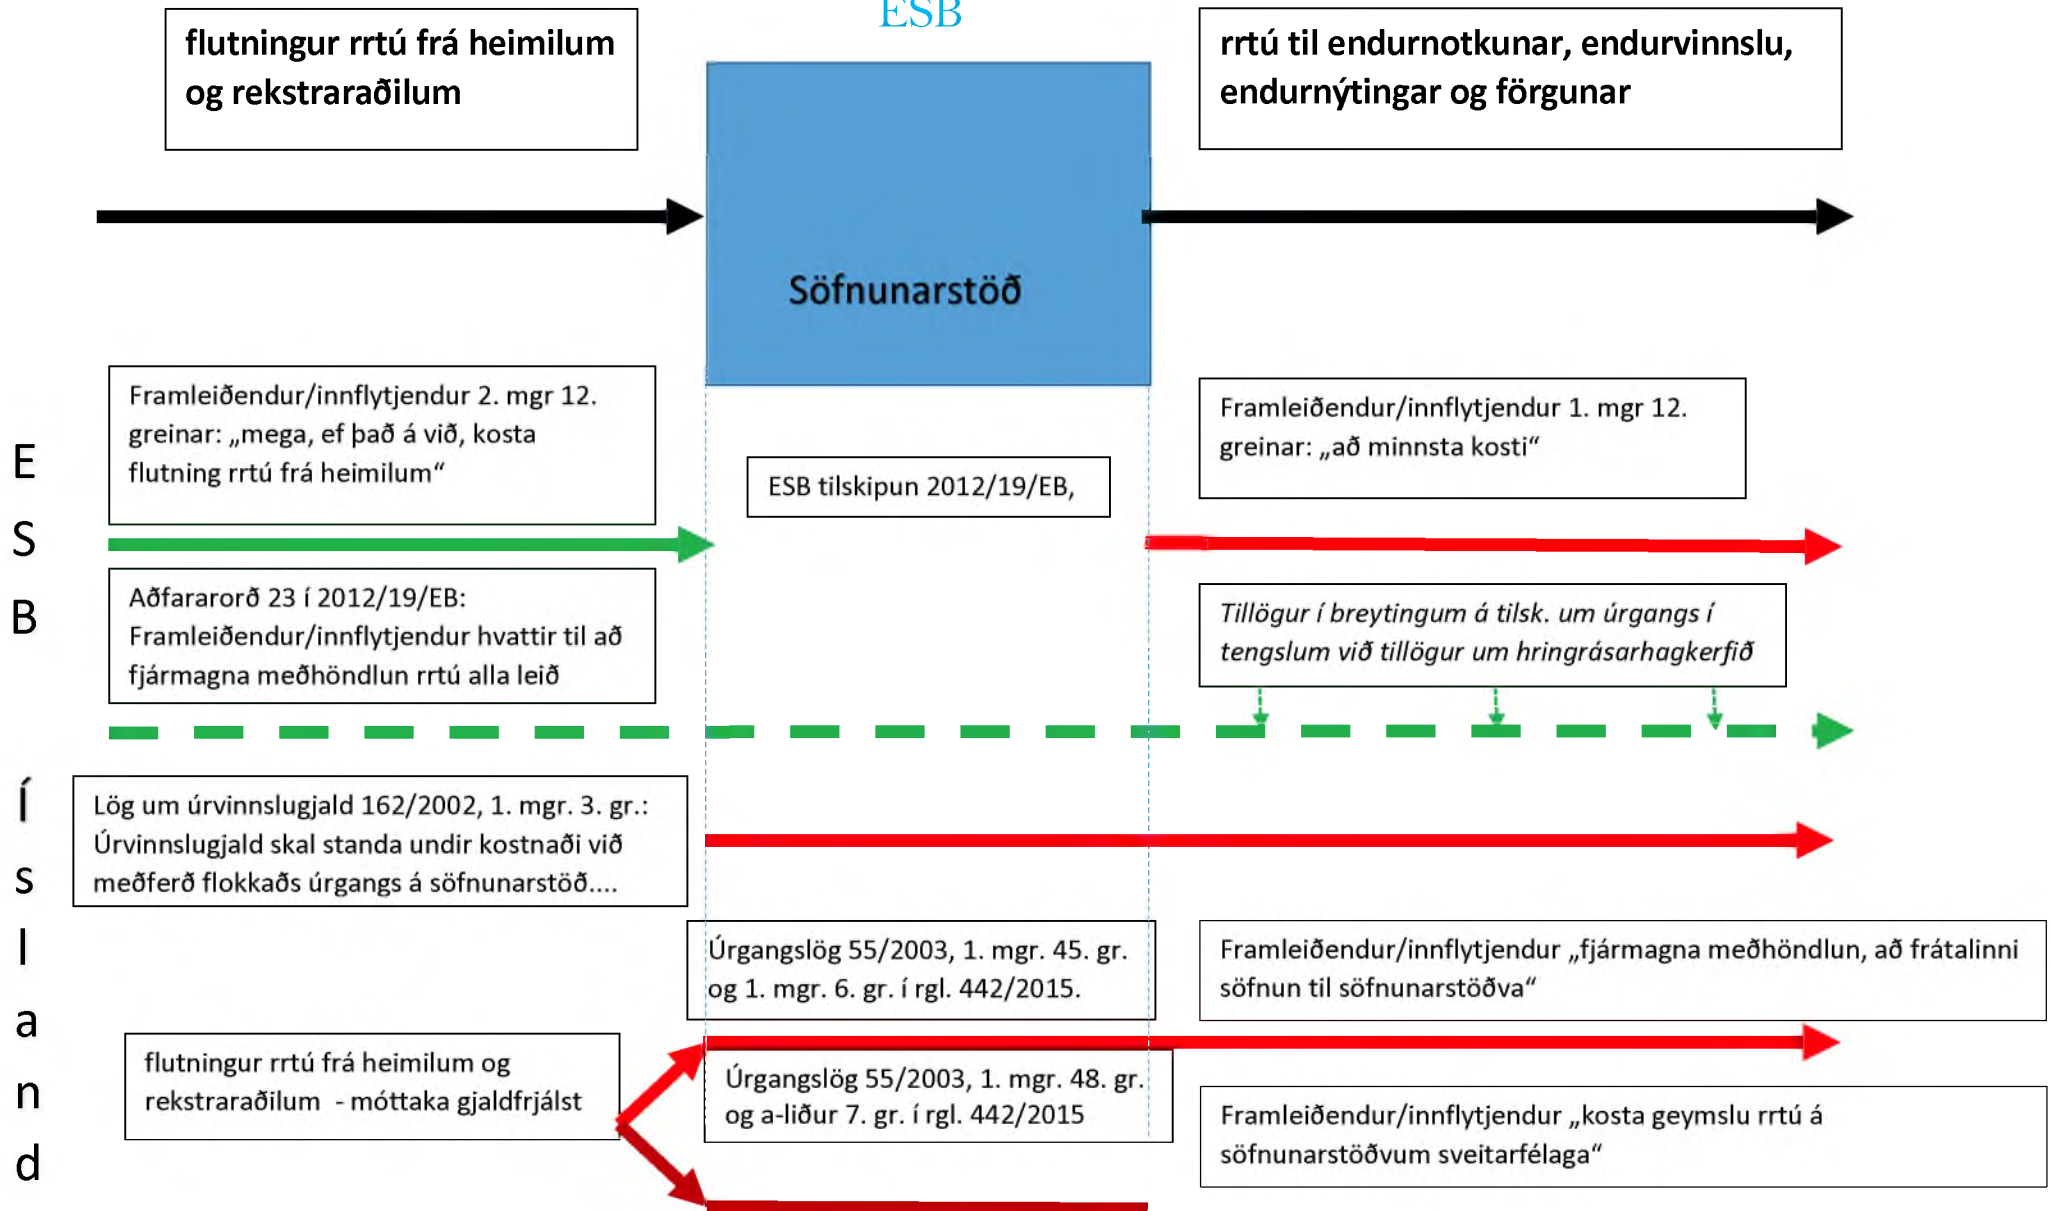 ESB
flutningur rrtú frá heimilum
og rekstraraðilum
rrtú til endurnotkunar, endurvinnslu,
endurnýtingar og förgunar
Söfnunarstöð
E
S
B
Framleiðendur/innflytjendur 2. mgr 12.
greinar: „mega, ef það á við, kosta
flutning rrtú frá heimilum“
ESB tilskipun 2012/19/EB,
Framleiðendur/innflytjendur 1. mgr 12.
greinar: „að minnsta kosti“
Aðfararorð 23 í 2012/19/EB:
Framleiðendur/innflytjendur hvattir til að
fjármagna meðhöndlun rrtú alla leið
Tillögur í breytingum á tilsk. um úrgangs í
tengslum við tillögur um hringrásarhagkerfið
Í
s
l
a
n
d
Lög um úrvinnslugjald 162/2002, 1. mgr. 3. gr.:
Úrvinnslugjald skal standa undir kostnaði við
meðferð flokkaðs úrgangs á söfnunarstöð....
Úrgangslög 55/2003, 1. mgr. 45. gr.
og 1. mgr. 6. gr. í rgl. 442/2015.
Framleiðendur/innflytjendur „fjármagna meðhöndlun, að frátalinni
söfnun til söfnunarstöðva“
flutningur rrtú frá heimilum og
rekstraraðilum - móttaka gjaldfrjálst
Úrgangslög 55/2003, 1. mgr. 48. gr.
og a-liður 7. gr. í rgl. 442/2015
Framleiðendur/innflytjendur „kosta geymslu rrtú á
söfnunarstöðvum sveitarfélaga“